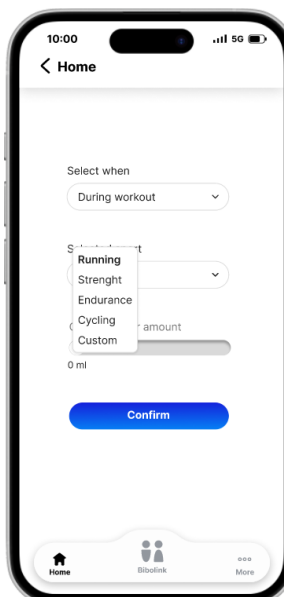 10:00
5G
Home
Select when
During workout
Running
Strenght
Endurance
Cycling
Custom
amount
0 ml
Confirm
Home
Bibolink
More